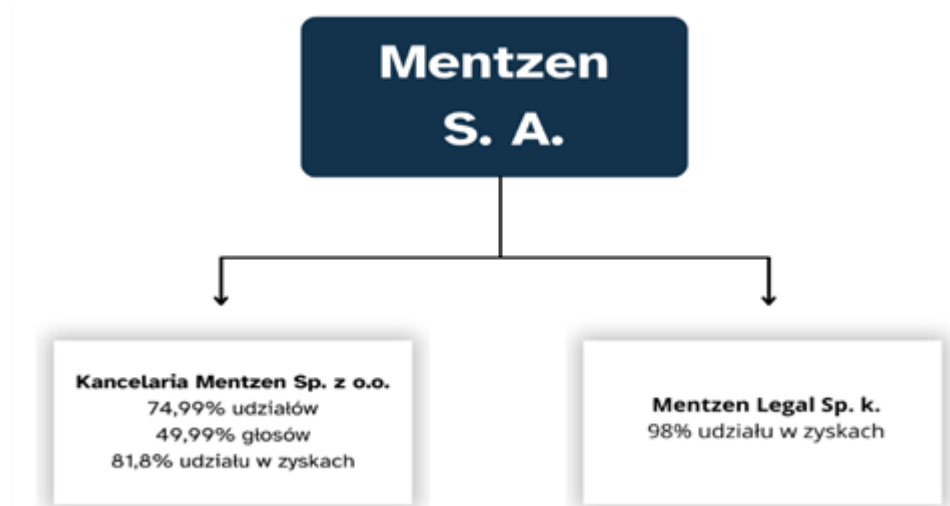 Mentzen
S. A.
Kancelaria Mentzen Sp. z o.o.
74,99% udziałów
49,99% głosów
81,8% udziału w zyskach
Mentzen Legal Sp. k.
98% udziału w zyskach